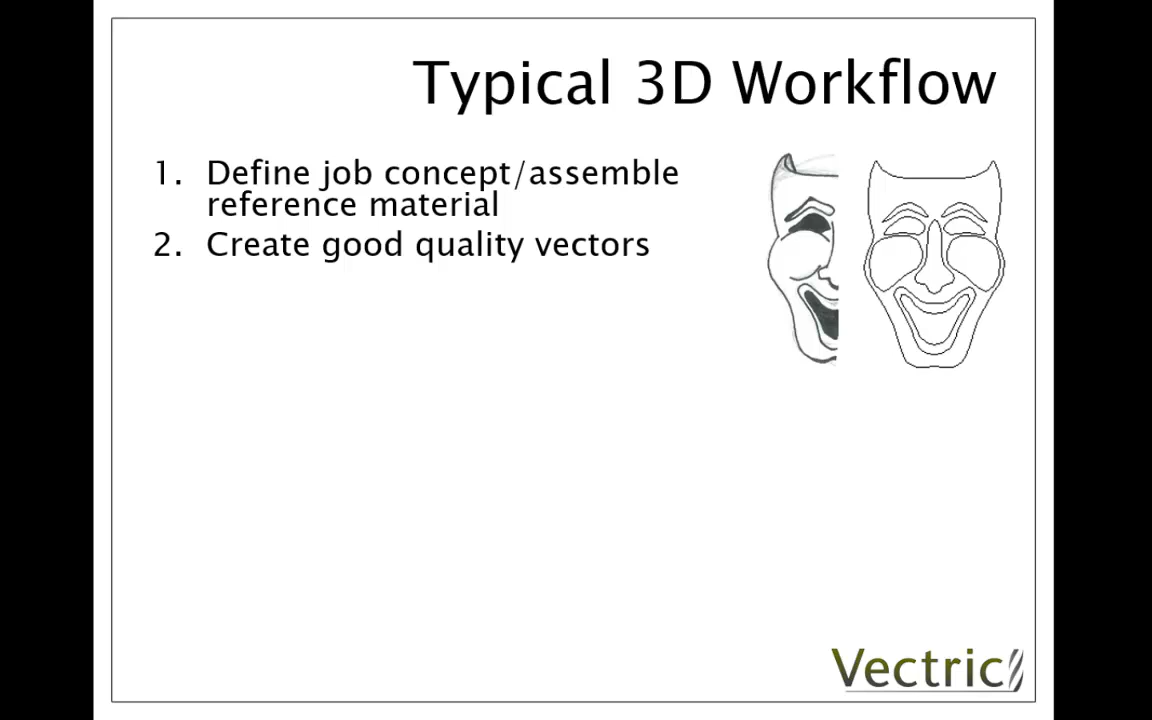 Typical 3D Workflow
1. Define job concept/assemble
reference material
2. Create good quality vectors
Vectric